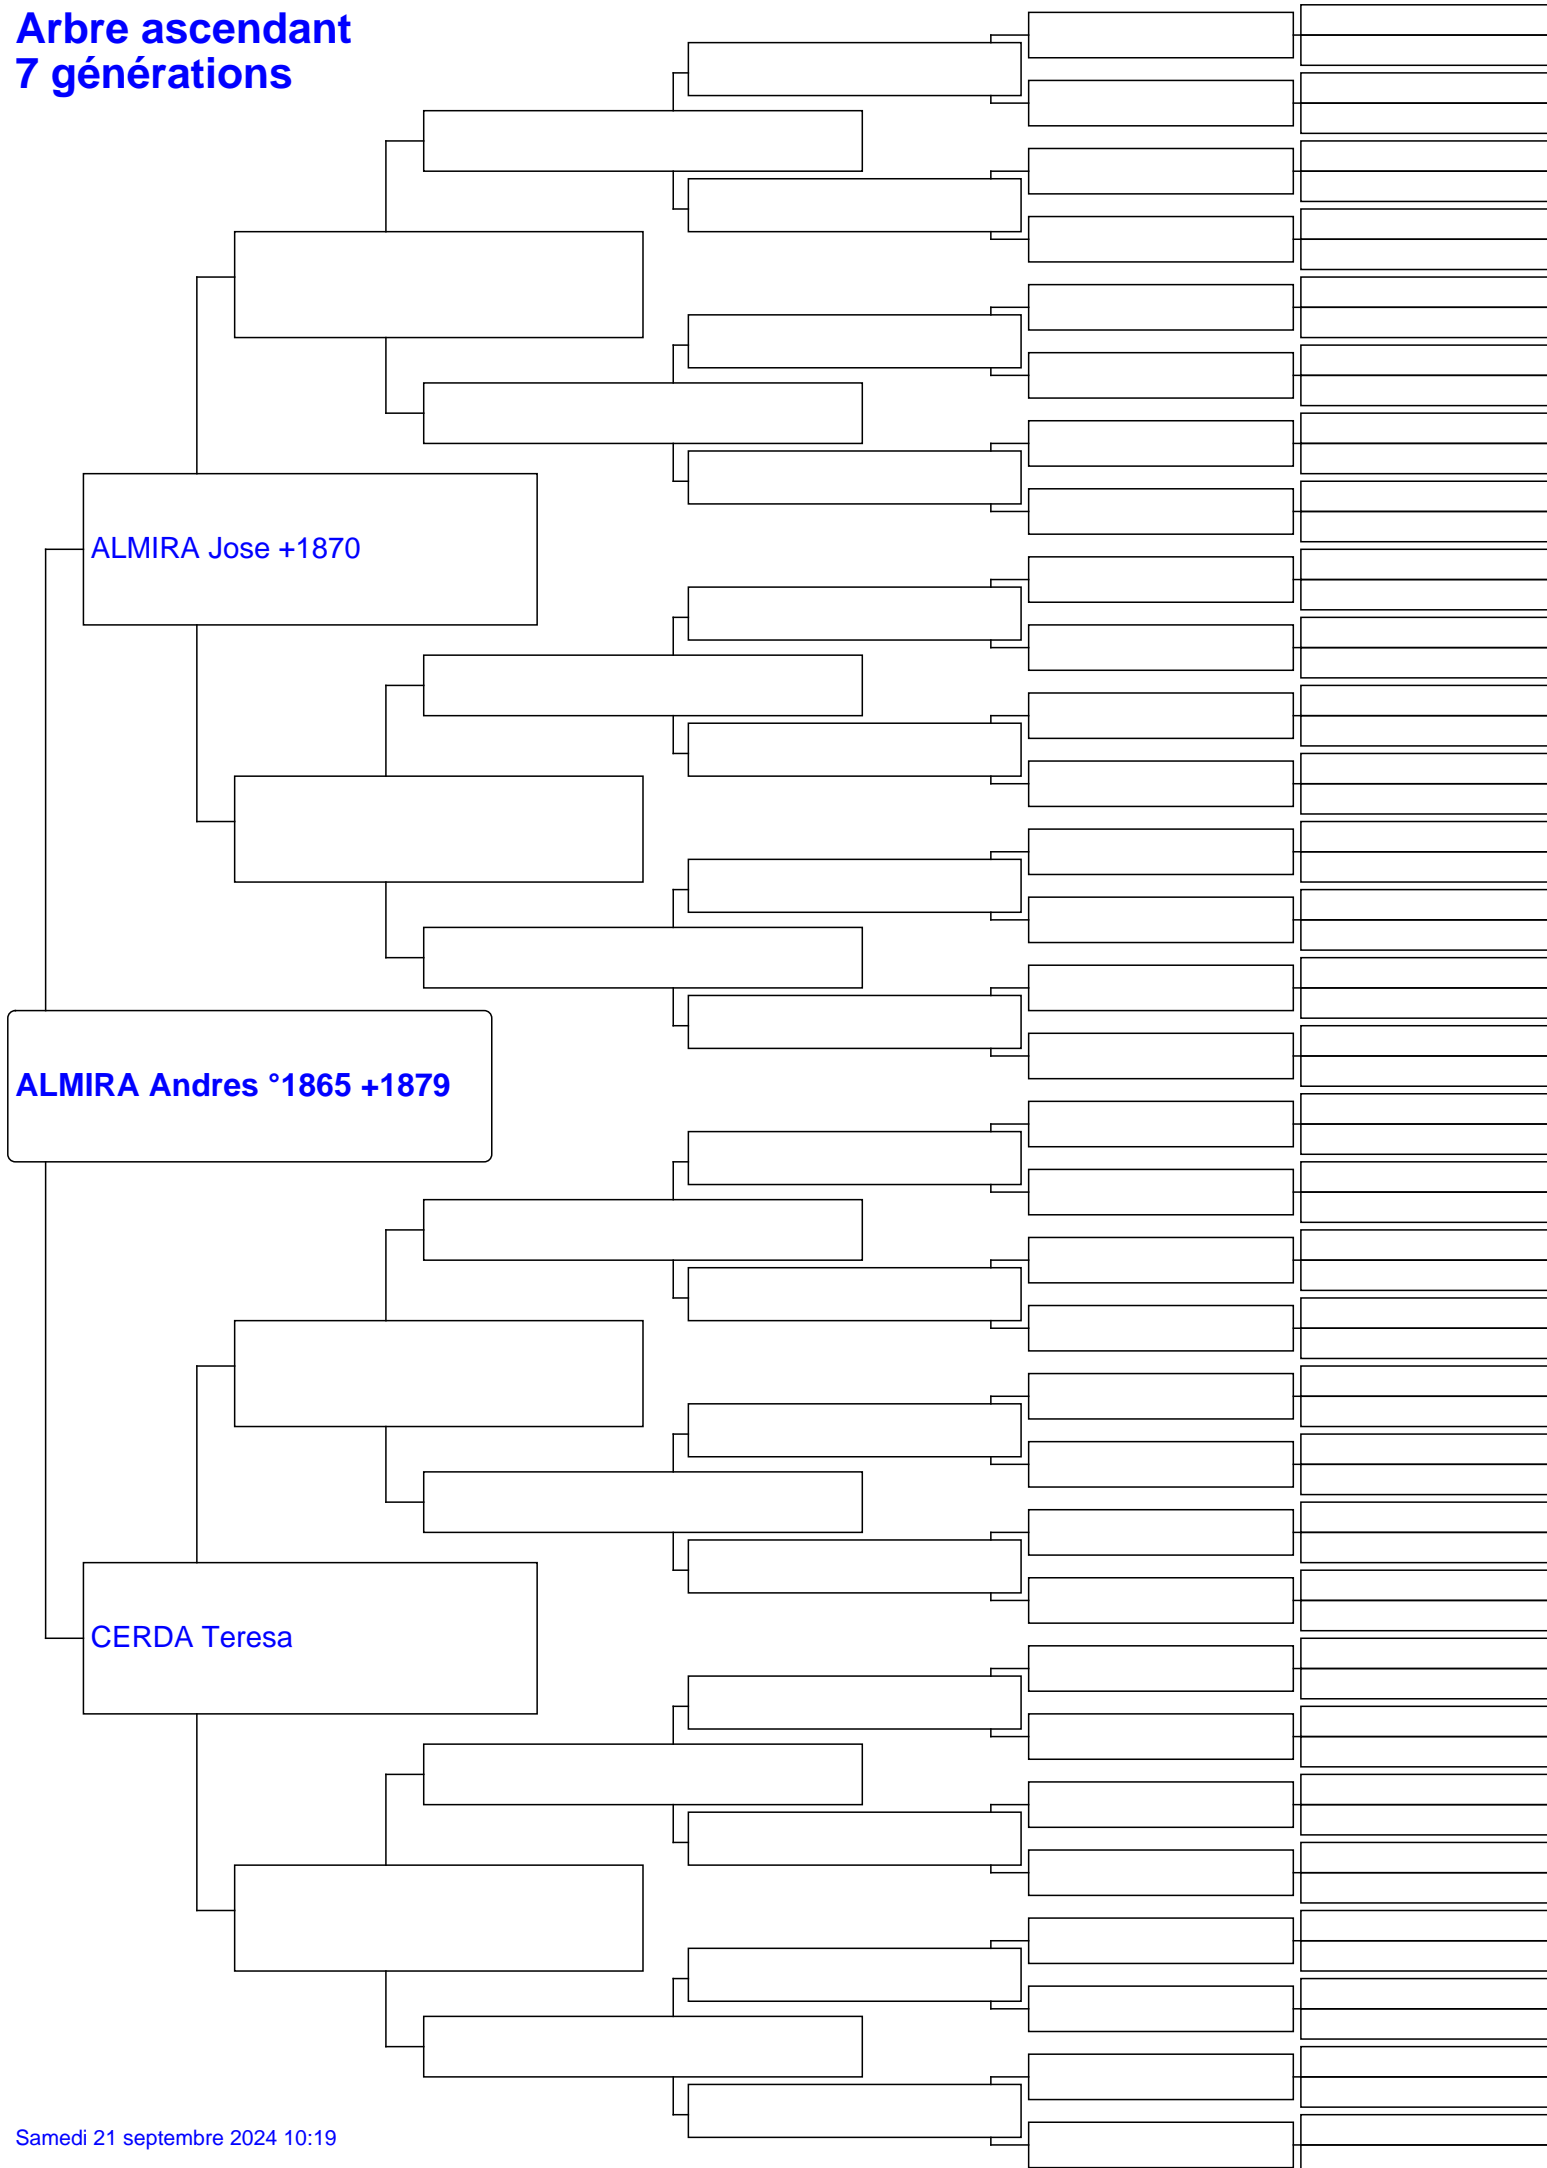 Arbre ascendant
7 générations
ALMIRA Jose +1870
ALMIRA Andres °1865 +1879
CERDA Teresa
Samedi 21 septembre 2024 10:19